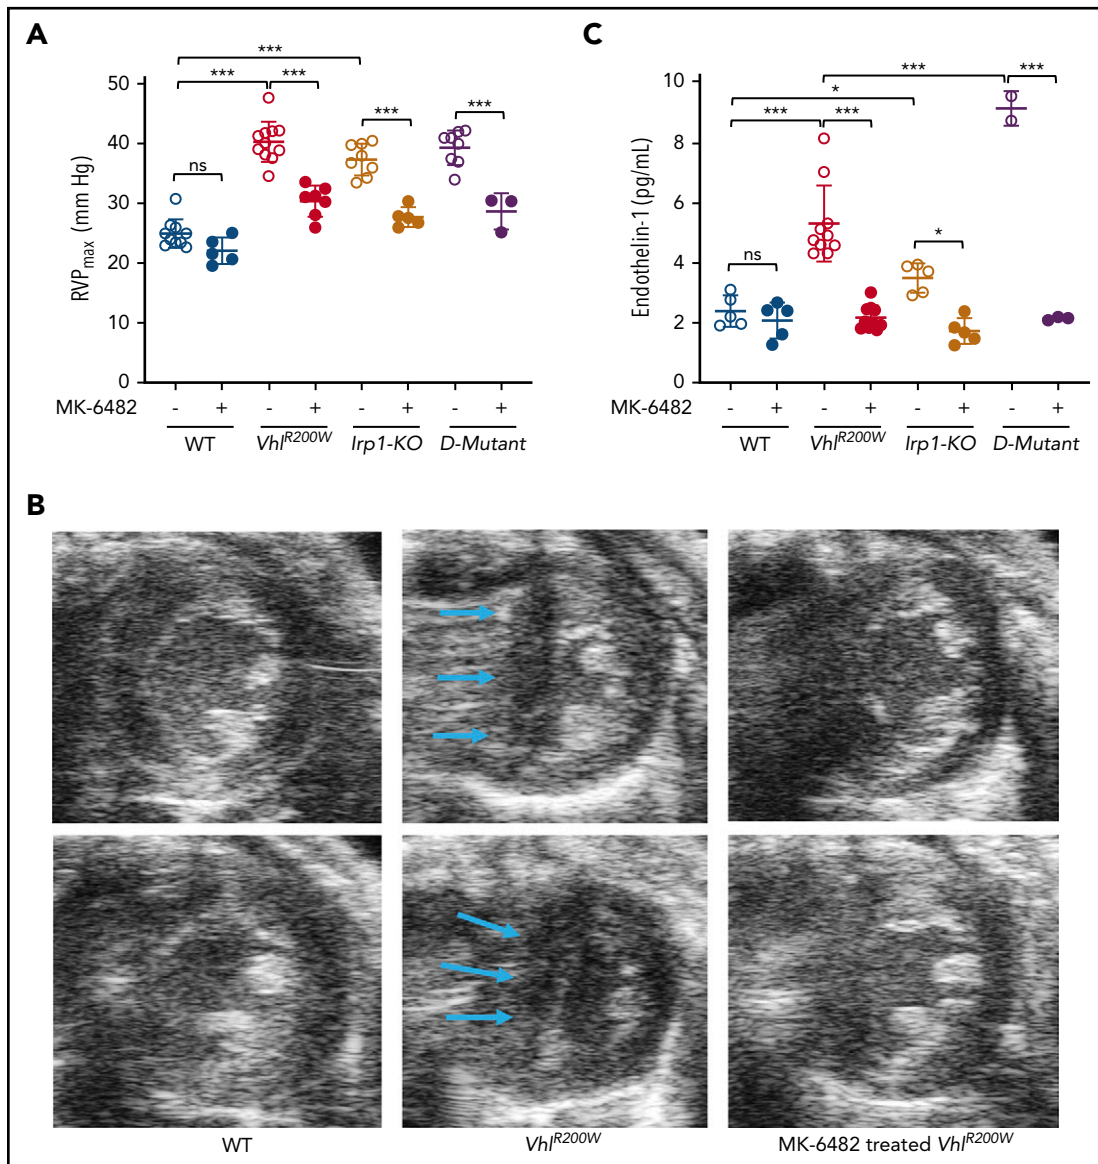 A
RVPmax (mm Hg)
50
40
30
20
10
0
***
***
***
***
***
ns
MK-6482
- + - + - + - +
WT VhlR200W Irp1-KO D-Mutant
C
Endothelin-1 (pg/mL)
10
8
6
4
2
0
***
***
*
***
***
*
ns
MK-6482
- + - + - + - +
WT VhlR200W Irp1-KO D-Mutant
B
WT
VhlR200W
MK-6482 treated VhlR200W